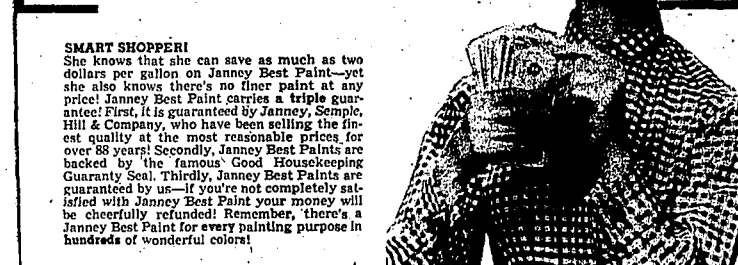 SMART SHOPPER!
She knows that she can save as much as two
dollars per gallon on Janney Best Paint—yet
she also knows there's no finer paint at any
price! Janney Best Paint carries a triple guar-
antee! First, it is guaranteed by Janney, Semple,
Hill & Company, who have been selling the fin-
est quality at the most reasonable prices for
over 88 years! Secondly, Janney Best Paints are
backed by the famous Good Housekeeping
Guaranty Seal. Thirdly, Janney Best Paints are
guaranteed by us—if you're not completely sat-
isfied with Janney Best Paint your money will
be cheerfully refunded! Remember, there's a
Janney Best Paint for every painting purpose in
hundreds of wonderful colors!